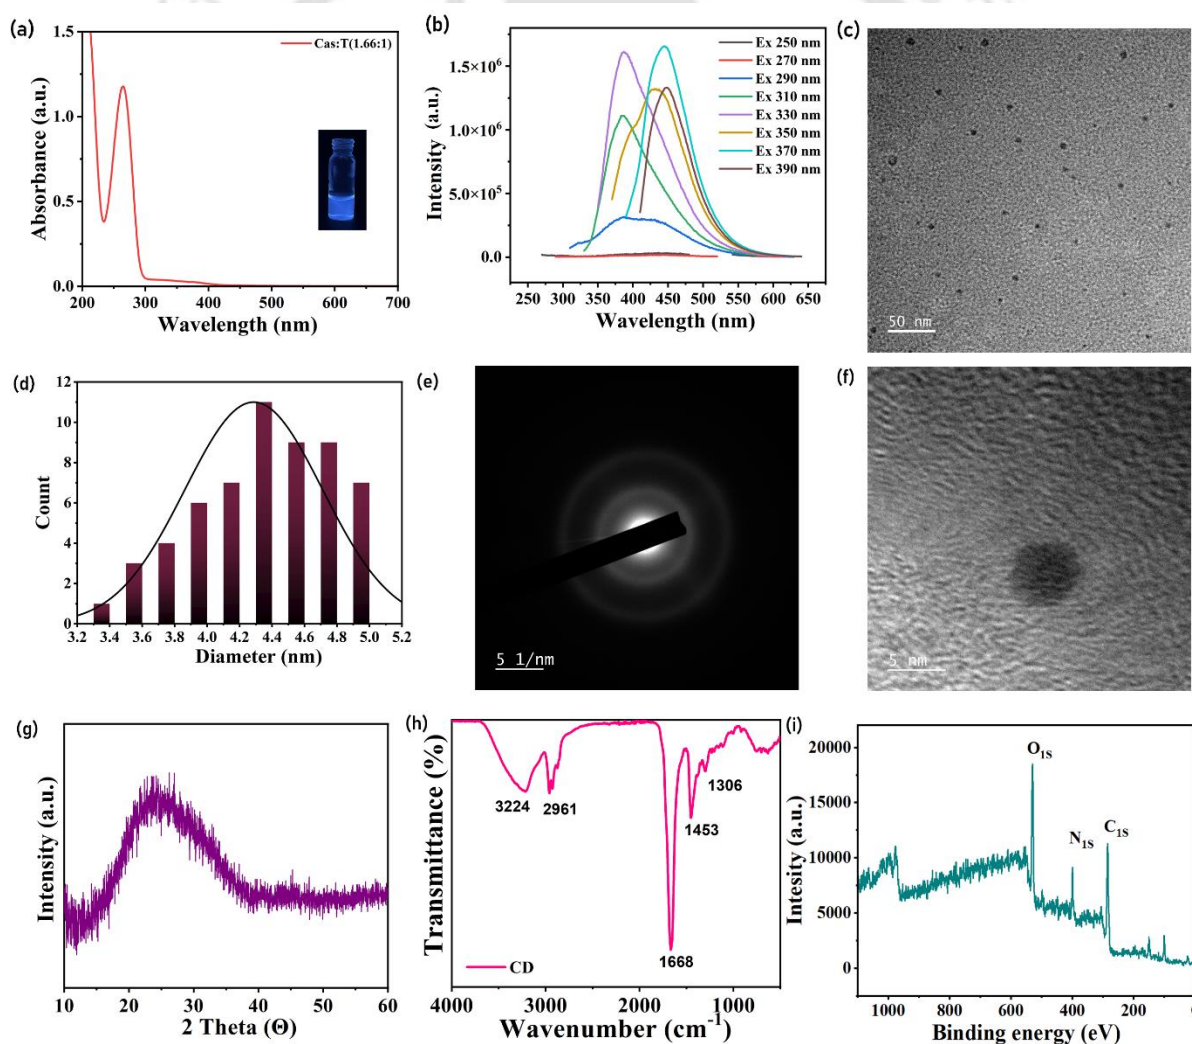 (a)
1.5
1.0
0.5
0.0
Absorbance (a.u.)
Cas:T(1.66:1)
200 300 400 500 600 700
Wavelength (nm)
(b)
1.5×10⁶
1.0×10⁶
5.0×10⁵
0.0
Intensity (a.u.)
Ex 250 nm
Ex 270 nm
Ex 290 nm
Ex 310 nm
Ex 330 nm
Ex 350 nm
Ex 370 nm
Ex 390 nm
250 300 350 400 450 500 550 600 650
Wavelength (nm)
(c)
50 nm
(d)
12
10
8
6
4
2
0
Count
3.2 3.4 3.6 3.8 4.0 4.2 4.4 4.6 4.8 5.0 5.2
Diameter (nm)
(e)
5 1/nm
(f)
5 nm
(g)
Intensity (a.u.)
10 20 30 40 50 60
2 Theta (Θ)
(h)
Transmittance (%)
3224
2961
1668
1453
1306
CD
4000 3000 2000 1000
Wavenumber (cm⁻¹)
(i)
20000
15000
10000
5000
0
Intesity (a.u.)
O1S
N1S
C1S
1000 800 600 400 200 0
Binding energy (eV)